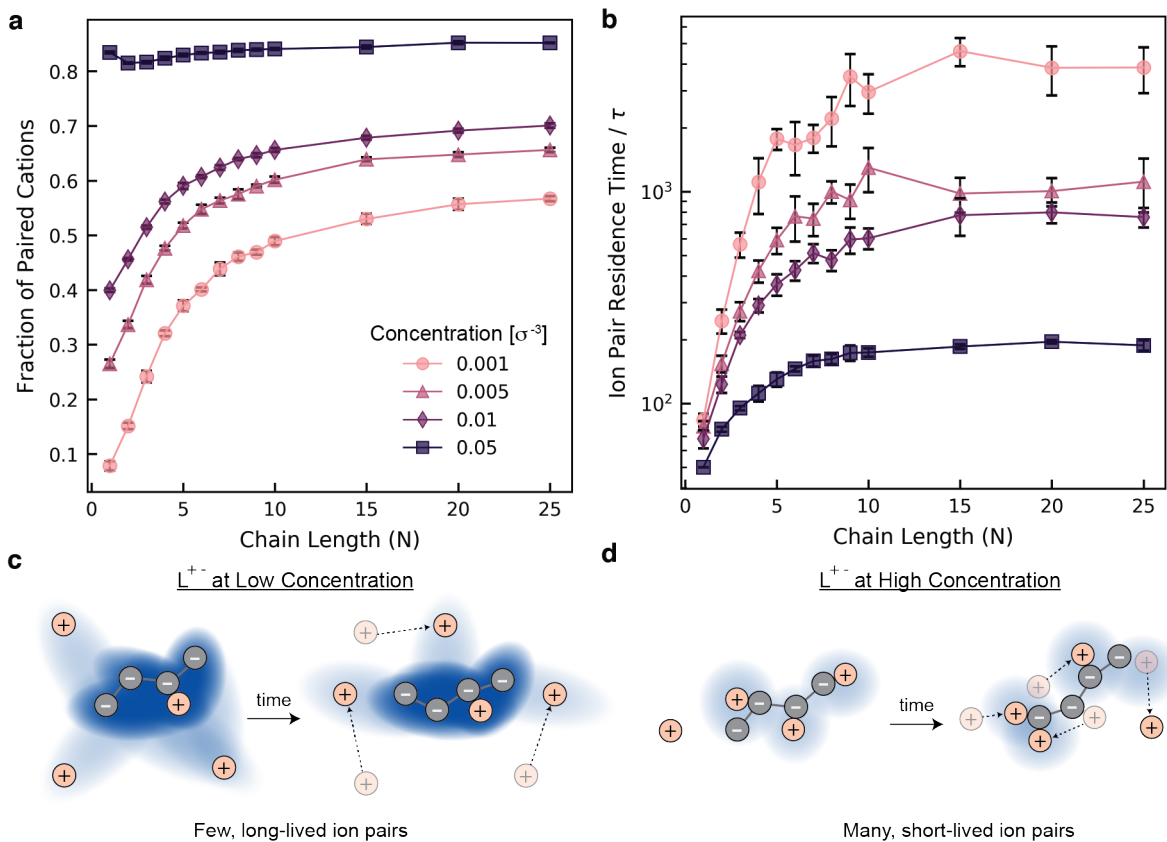 a
0.8
0.7
0.6
0.5
0.4
0.3
0.2
0.1
Fraction of Paired Cations
Concentration [σ⁻³]
0.001
0.005
0.01
0.05
0 5 10 15 20 25
Chain Length (N)
b
10³
10²
Ion Pair Residence Time / τ
0 5 10 15 20 25
Chain Length (N)
c
L⁺⁻ at Low Concentration
+ + + + +
− − − −
time
+ + + + + + +
− − − −
Few, long-lived ion pairs
d
L⁺⁻ at High Concentration
+ + + +
− − − −
time
+ + + + + + + +
− − − −
Many, short-lived ion pairs